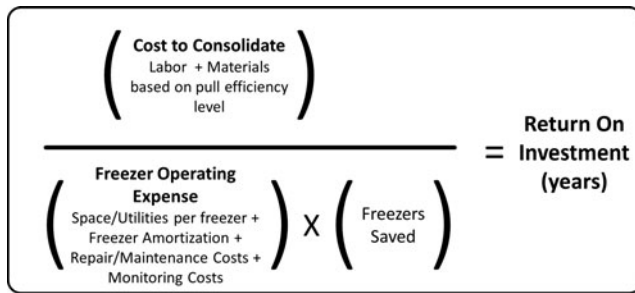 Cost to Consolidate
Labor + Materials
based on pull efficiency
level
Freezer Operating
Expense
Space/Utilities per freezer +
Freezer Amortization +
Repair/Maintenance Costs +
Monitoring Costs
X
Freezers
Saved
=
Return On
Investment
(years)